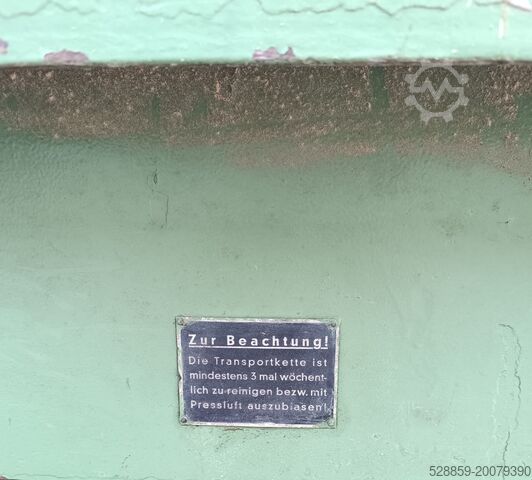 Zur Beachtung!
Die Transportkette ist
mindestens 3 mal wöchent-
lich zu reinigen bezw. mit
Pressluft auszublasen!
528859-20079390